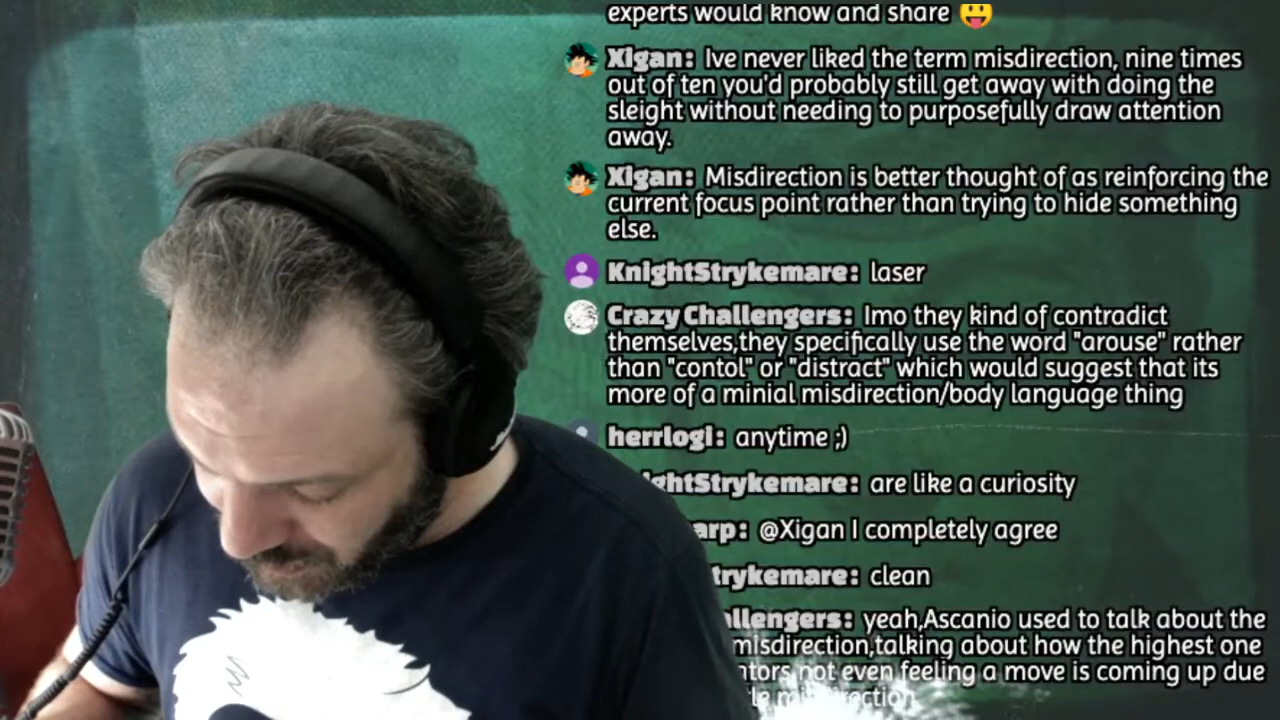 experts would know and share 😛
Xigan: Ive never liked the term misdirection, nine times
out of ten you'd probably still get away with doing the
sleight without needing to purposefully draw attention
away.
Xigan: Misdirection is better thought of as reinforcing the
current focus point rather than trying to hide something
else.
KnightStrykemare: laser
Crazy Challengers: Imo they kind of contradict
themselves,they specifically use the word "arouse" rather
than "contol" or "distract" which would suggest that its
more of a minial misdirection/body language thing
herrlogi: anytime ;)
ghtStrykemare: are like a curiosity
arp: @Xigan I completely agree
trykemare: clean
llengers: yeah,Ascanio used to talk about the
misdirection,talking about how the highest one
ators not even feeling a move is coming up due